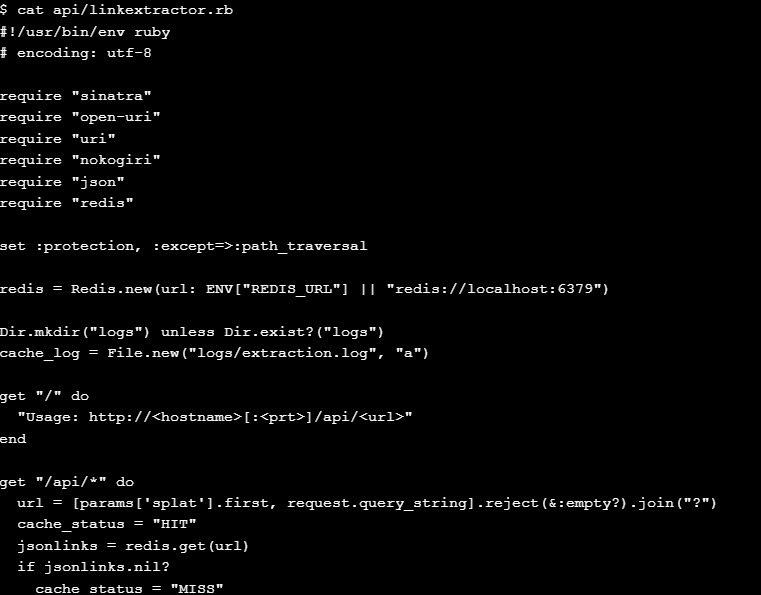 $ cat api/linkextractor.rb
#!/usr/bin/env ruby
# encoding: utf-8

require "sinatra"
require "open-uri"
require "uri"
require "nokogiri"
require "json"
require "redis"

set :protection, :except=>:path_traversal

redis = Redis.new(url: ENV["REDIS_URL"] || "redis://localhost:6379")

Dir.mkdir("logs") unless Dir.exist?("logs")
cache_log = File.new("logs/extraction.log", "a")

get "/" do
  "Usage: http://<hostname>[:<prt>]/api/<url>"
end

get "/api/*" do
  url = [params['splat'].first, request.query_string].reject(&:empty?).join("?")
  cache_status = "HIT"
  jsonlinks = redis.get(url)
  if jsonlinks.nil?
    cache_status = "MISS"